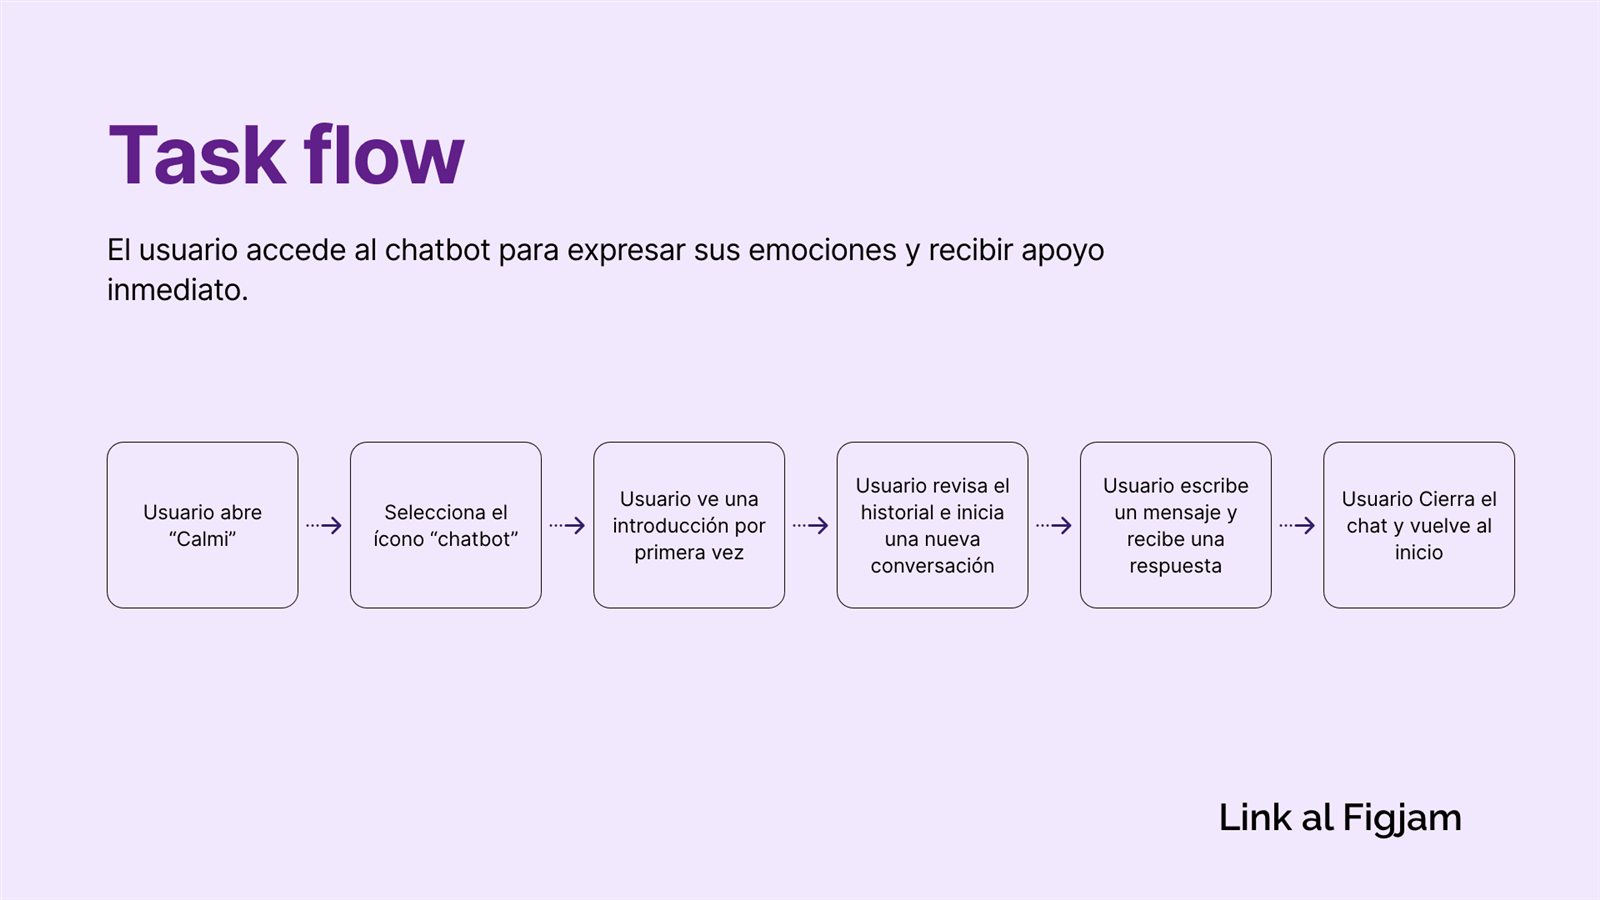 Task flow
El usuario accede al chatbot para expresar sus emociones y recibir apoyo
inmediato.
Usuario abre
“Calmi”
Selecciona el
ícono “chatbot”
Usuario ve una
introducción por
primera vez
Usuario revisa el
historial e inicia
una nueva
conversación
Usuario escribe
un mensaje y
recibe una
respuesta
Usuario Cierra el
chat y vuelve al
inicio
Link al Figjam